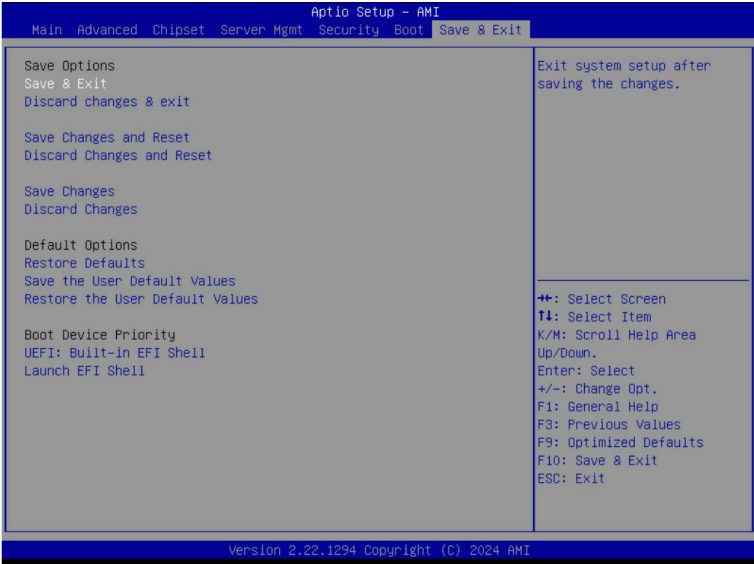 Aptio Setup – AMI
Main Advanced Chipset Server Mgmt Security Boot Save & Exit
Save Options
Save & Exit
Discard changes & exit
Save Changes and Reset
Discard Changes and Reset
Save Changes
Discard Changes
Default Options
Restore Defaults
Save the User Default Values
Restore the User Default Values
Boot Device Priority
UEFI: Built-in EFI Shell
Launch EFI Shell
Exit system setup after
saving the changes.
→←: Select Screen
↑↓: Select Item
K/M: Scroll Help Area
Up/Down.
Enter: Select
+/-: Change Opt.
F1: General Help
F3: Previous Values
F9: Optimized Defaults
F10: Save & Exit
ESC: Exit
Version 2.22.1294 Copyright (C) 2024 AMI